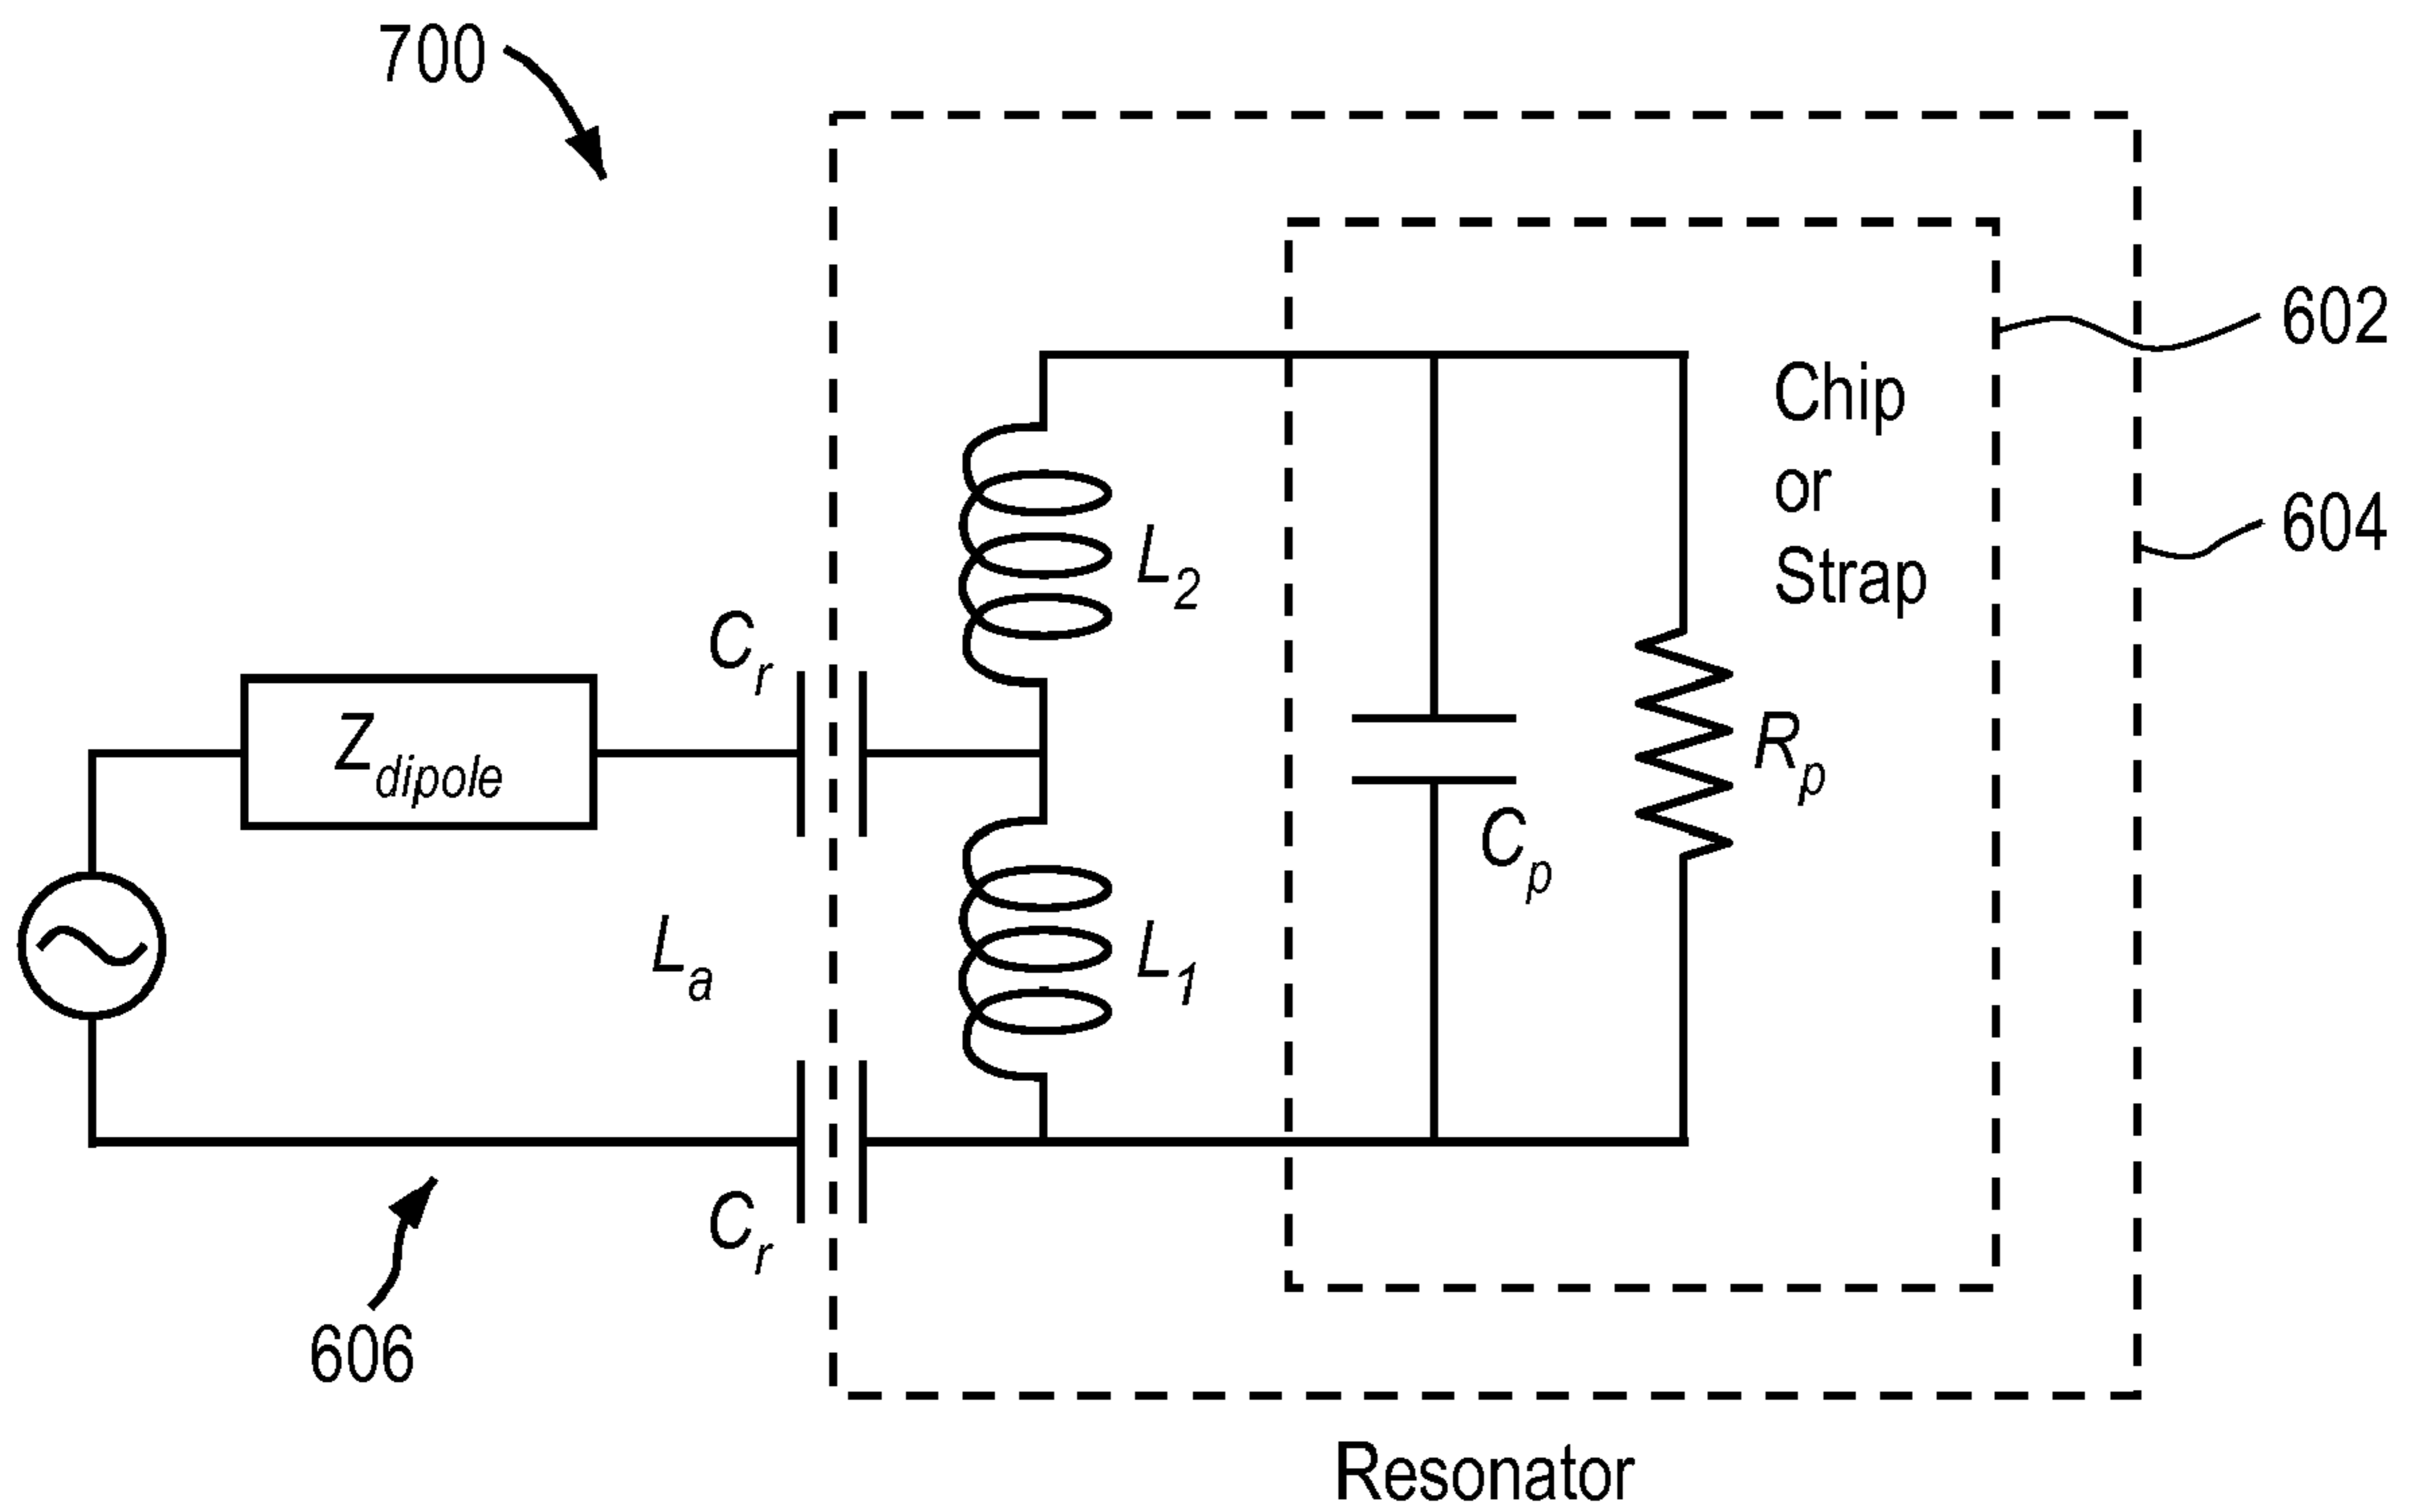 700
602
Chip
or
Strap
604
L2
Cr
Zdipole
Rp
Cp
La
L1
Cr
606
Resonator